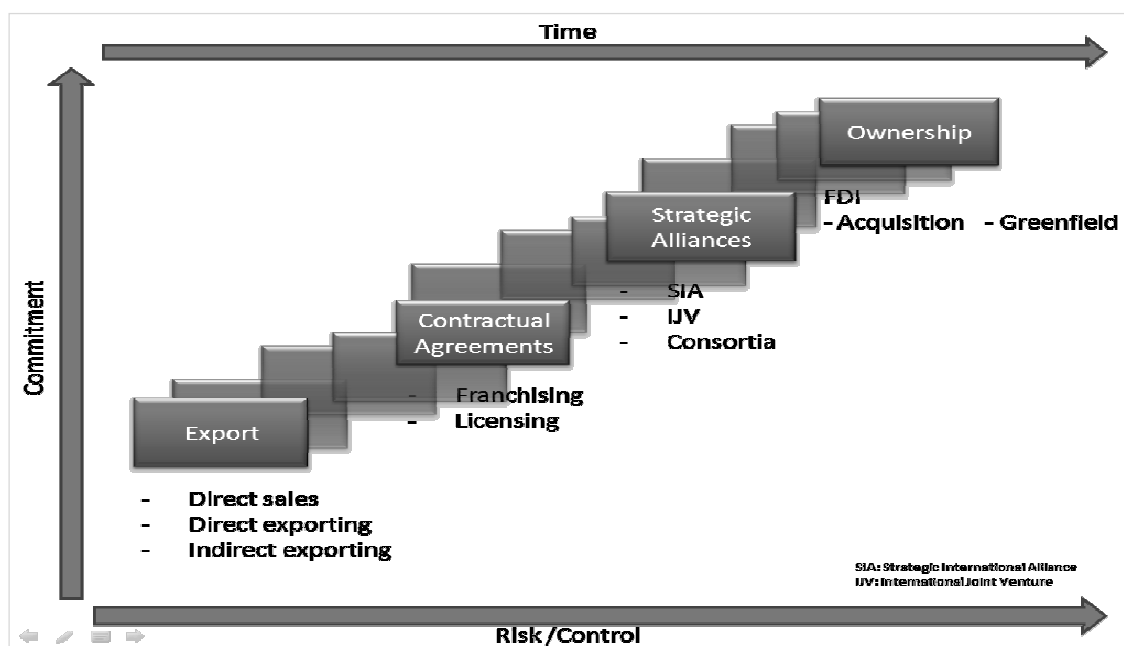 Time
Ownership
FDI
- Acquisition - Greenfield
Strategic
Alliances
- SIA
- IJV
- Consortia
Contractual
Agreements
- Franchising
- Licensing
Export
- Direct sales
- Direct exporting
- Indirect exporting
Commitment
SIA: Strategic International Alliance
IJV: International Joint Venture
Risk/Control